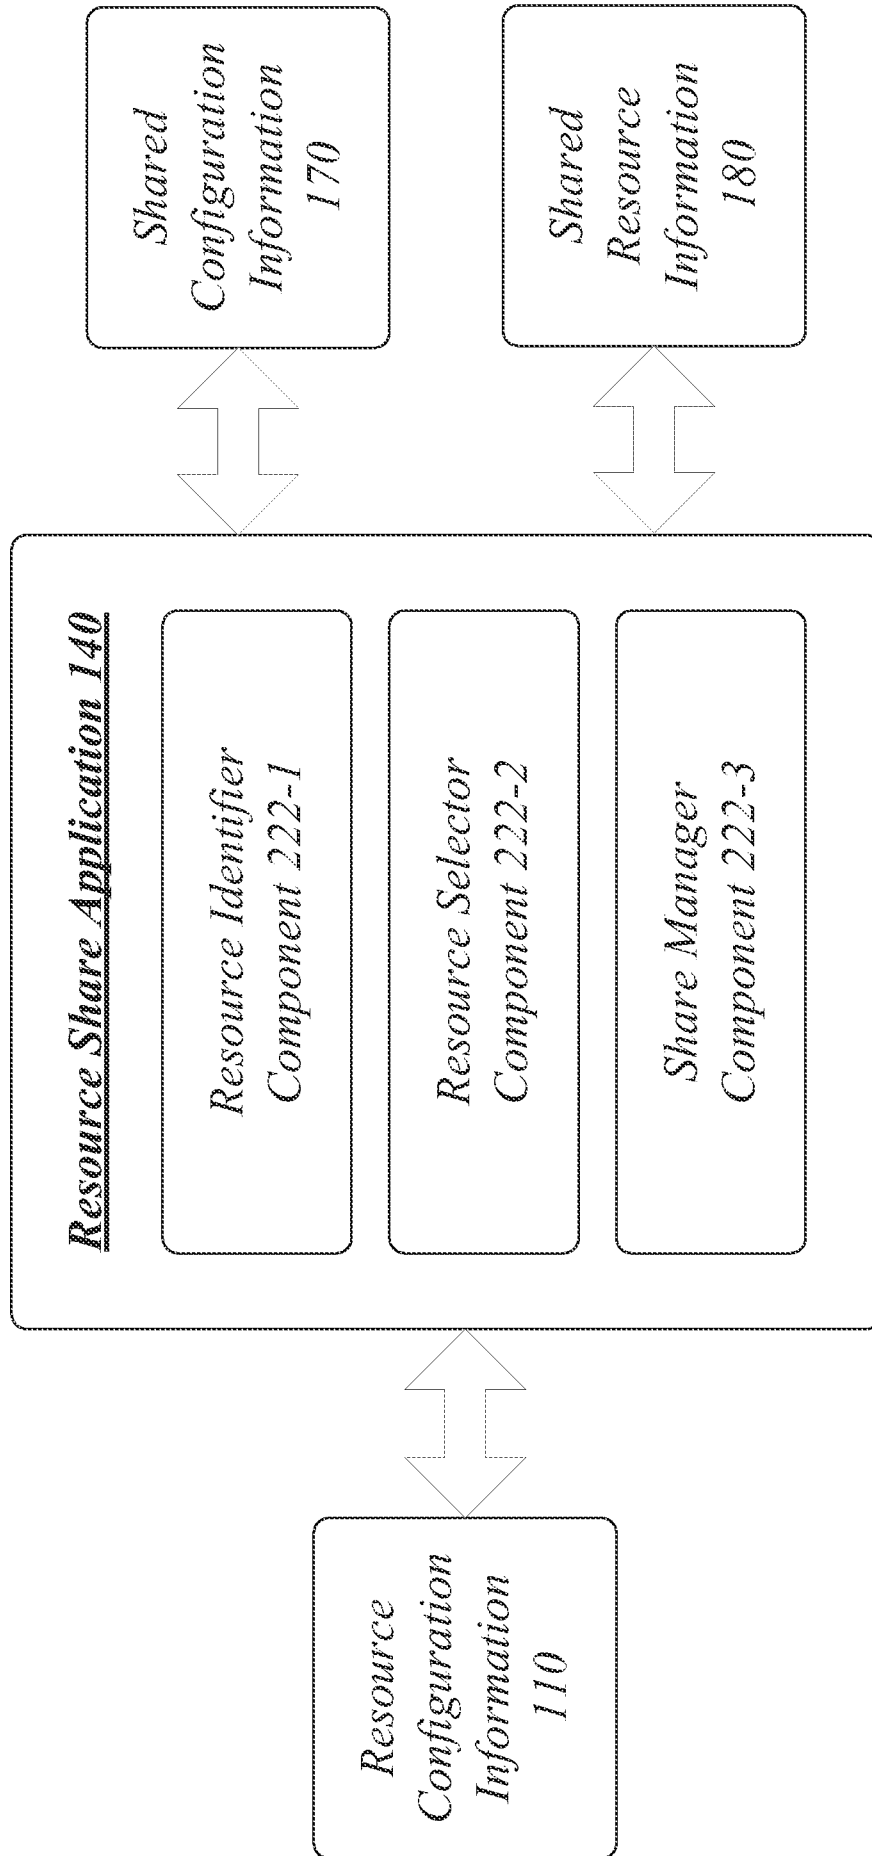 Resource
Configuration
Information
110
Resource Share Application 140
Resource Identifier
Component 222-1
Resource Selector
Component 222-2
Share Manager
Component 222-3
Shared
Configuration
Information
170
Shared
Resource
Information
180